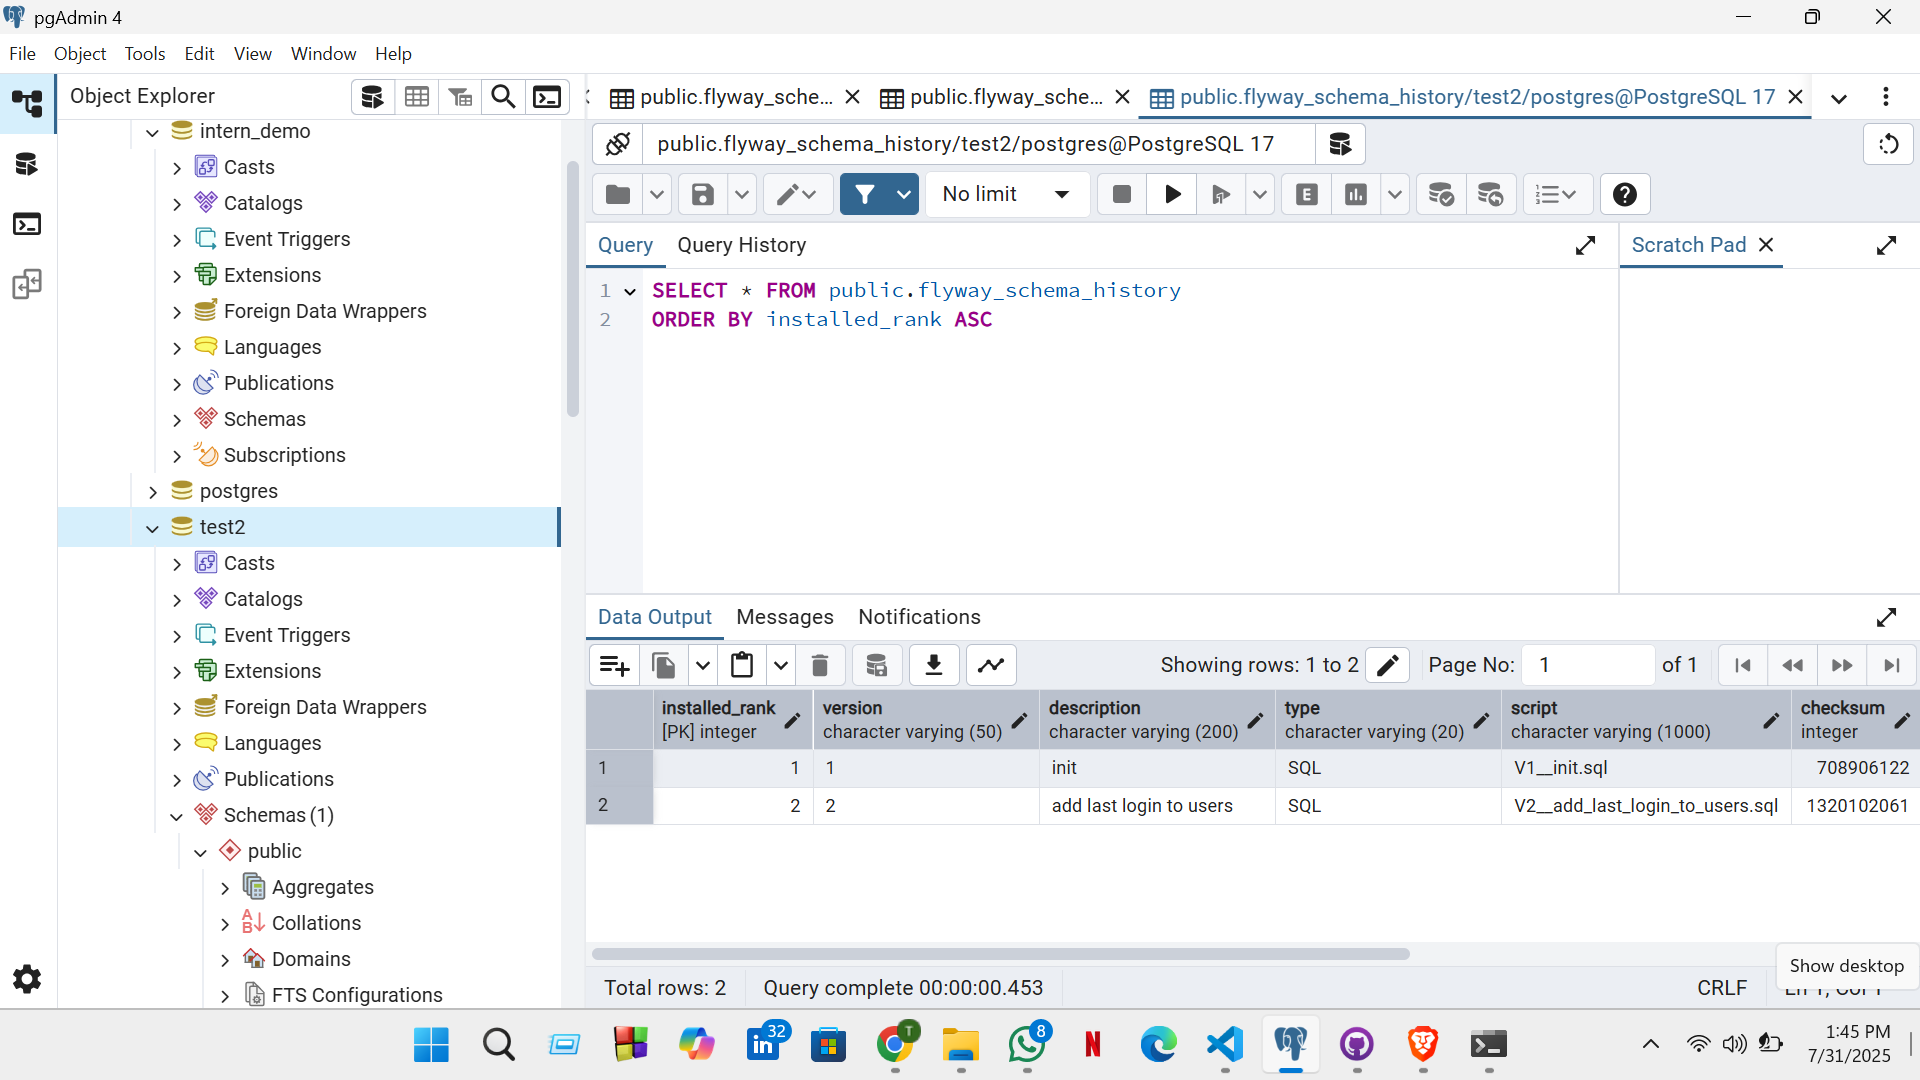 pgAdmin 4
File Object Tools Edit View Window Help
Object Explorer
public.flyway_sche...
public.flyway_sche...
public.flyway_schema_history/test2/postgres@PostgreSQL 17
public.flyway_schema_history/test2/postgres@PostgreSQL 17
No limit
E
Query Query History
Scratch Pad
1 SELECT * FROM public.flyway_schema_history
2 ORDER BY installed_rank ASC
intern_demo
Casts
Catalogs
Event Triggers
Extensions
Foreign Data Wrappers
Languages
Publications
Schemas
Subscriptions
postgres
test2
Casts
Catalogs
Event Triggers
Extensions
Foreign Data Wrappers
Languages
Publications
Schemas (1)
public
Aggregates
Collations
Domains
FTS Configurations
Data Output Messages Notifications
Showing rows: 1 to 2 Page No: 1 of 1
installed_rank version description type script checksum
[PK] integer character varying (50) character varying (200) character varying (20) character varying (1000) integer
1 1 1 init SQL V1__init.sql 708906122
2 2 2 add last login to users SQL V2__add_last_login_to_users.sql 1320102061
Total rows: 2 Query complete 00:00:00.453 CRLF
Show desktop
32
T
8
N
1:45 PM
7/31/2025